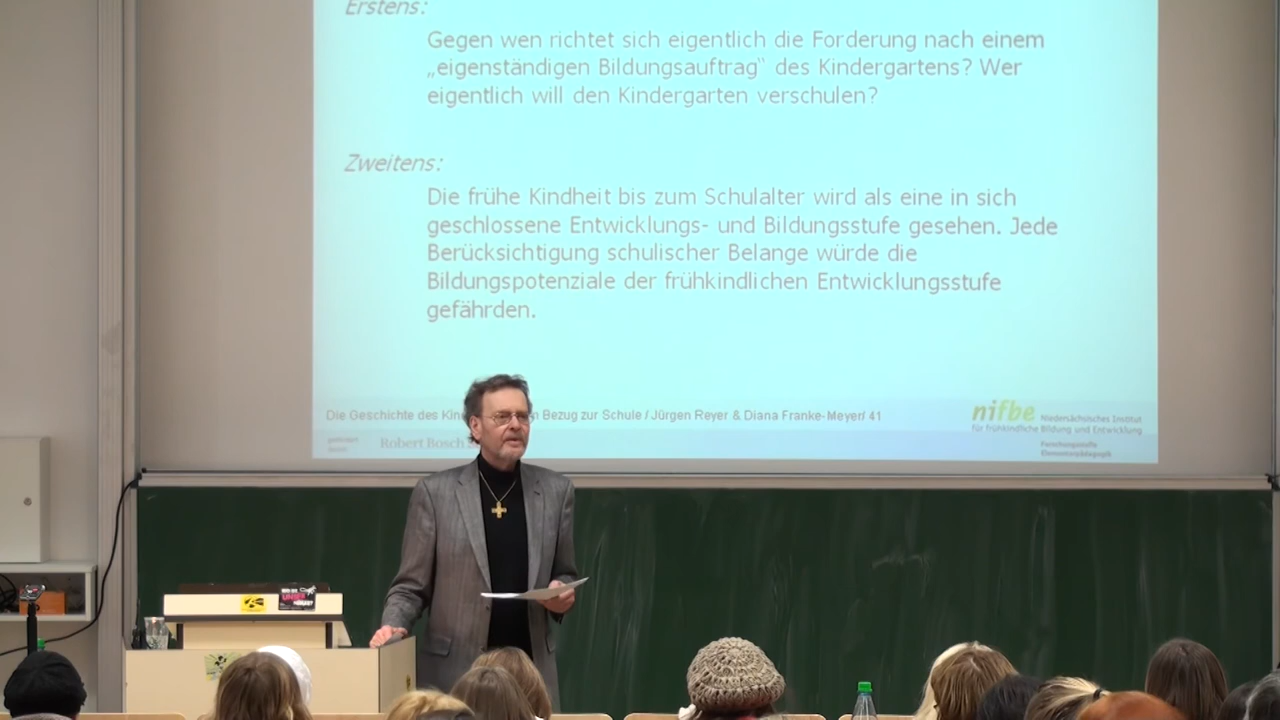 Erstens:
Gegen wen richtet sich eigentlich die Forderung nach einem
„eigenständigen Bildungsauftrag“ des Kindergartens? Wer
eigentlich will den Kindergarten verschulen?
Zweitens:
Die frühe Kindheit bis zum Schulalter wird als eine in sich
geschlossene Entwicklungs- und Bildungsstufe gesehen. Jede
Berücksichtigung schulischer Belange würde die
Bildungspotenziale der frühkindlichen Entwicklungsstufe
gefährden.
Die Geschichte des Bezug zur Schule / Jürgen Reyer & Diana Franke-Meyer/ 41
nifbe Niedersächsisches Institut
für frühkindliche Bildung und Entwicklung
Forschungsstelle
Elementarpädagogik
Robert Bosch
UNSER